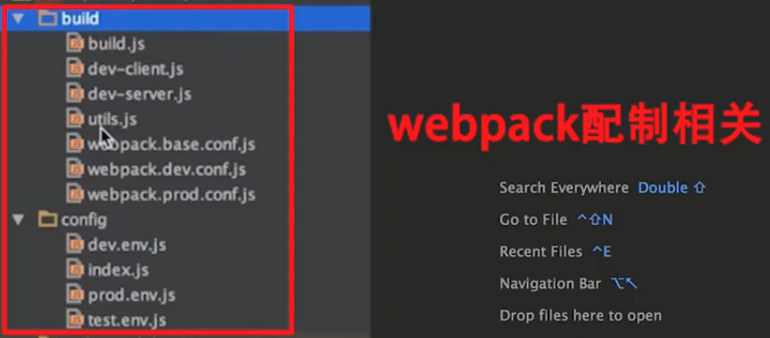 build
build.js
dev-client.js
dev-server.js
utils.js
webpack.base.conf.js
webpack.dev.conf.js
webpack.prod.conf.js
config
dev.env.js
index.js
prod.env.js
test.env.js
webpack配制相关
Search Everywhere Double ⇧
Go to File ^⇧N
Recent Files ^E
Navigation Bar ⌥↖
Drop files here to open